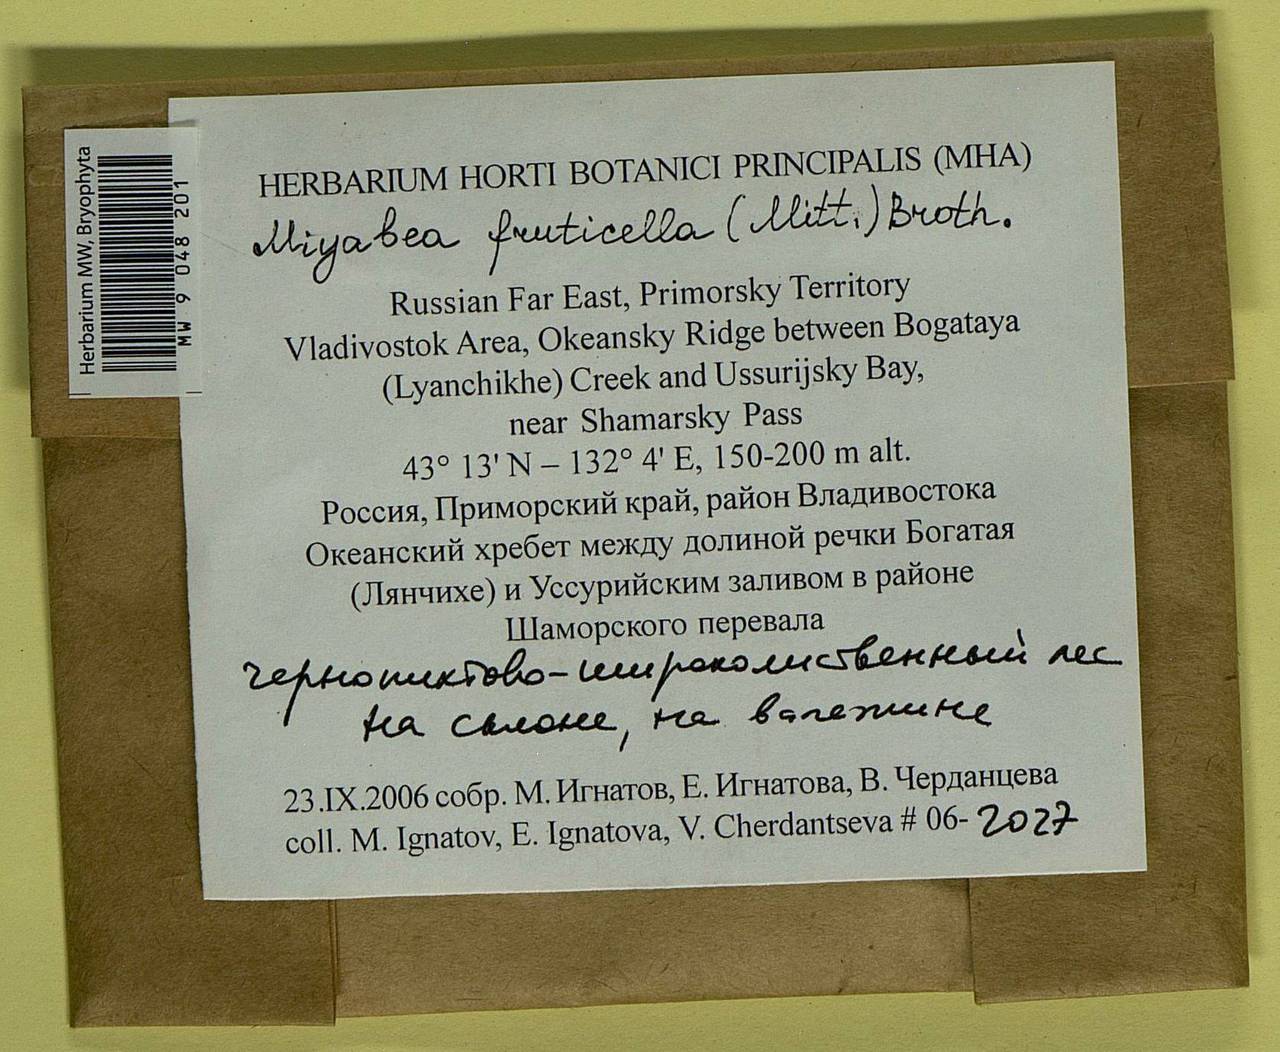 Herbarium MW, Bryophyta
MW 9 048 201
HERBARIUM HORTI BOTANICI PRINCIPALIS (MHA)
Miyabea fruticella (Mitt.) Broth.
Russian Far East, Primorsky Territory
Vladivostok Area, Okeansky Ridge between Bogataya
(Lyanchikhe) Creek and Ussurijsky Bay,
near Shamarsky Pass
43° 13' N – 132° 4' E, 150-200 m alt.
Россия, Приморский край, район Владивостока
Океанский хребет между долиной речки Богатая
(Лянчихе) и Уссурийским заливом в районе
Шаморского перевала
чернопихтово-широколиственный лес
на склоне, на валежине
23.IX.2006 собр. М. Игнатов, Е. Игнатова, В. Черданцева
coll. M. Ignatov, E. Ignatova, V. Cherdantseva # 06-2027